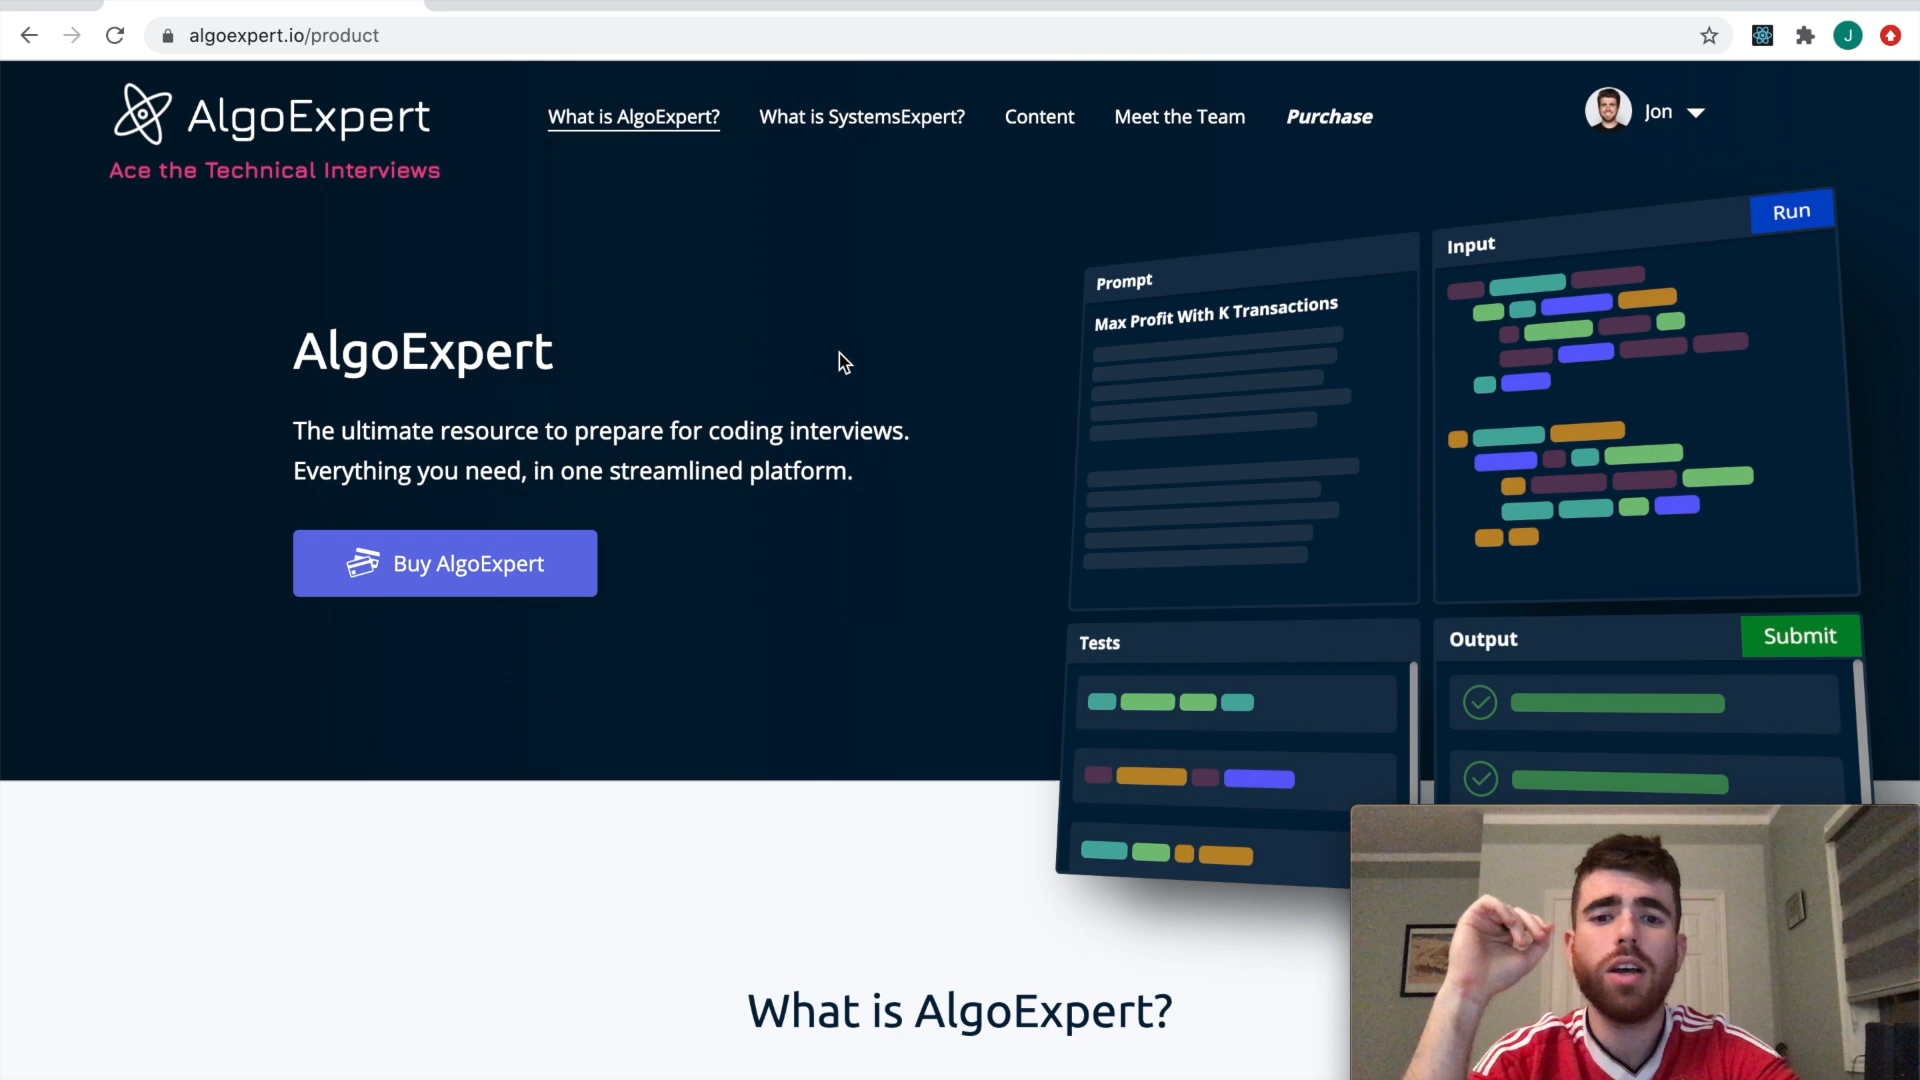 algoexpert.io/product
J
AlgoExpert
Ace the Technical Interviews
What is AlgoExpert?
What is SystemsExpert?
Content
Meet the Team
Purchase
Jon
AlgoExpert
The ultimate resource to prepare for coding interviews.
Everything you need, in one streamlined platform.
Buy AlgoExpert
Prompt
Max Profit With K Transactions
Input
Run
Tests
Output
Submit
What is AlgoExpert?